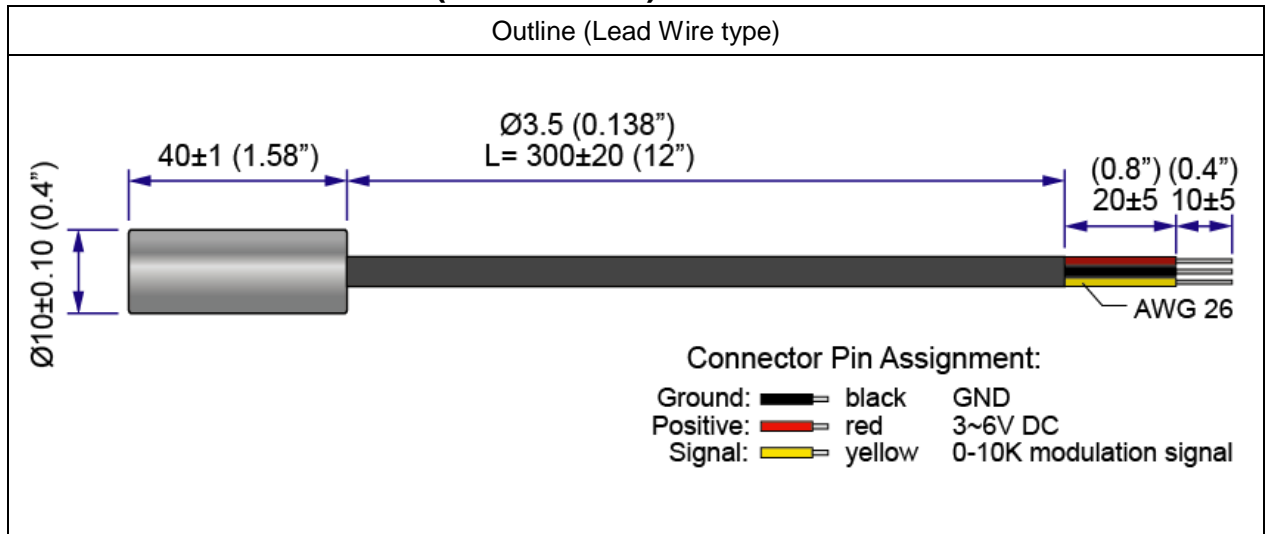 Outline (Lead Wire type)
Ø3.5 (0.138”)
40±1 (1.58”)
L= 300±20 (12”)
(0.8”) (0.4”)
20±5 10±5
Ø10±0.10 (0.4”)
AWG 26
Connector Pin Assignment:
Ground: black GND
Positive: red 3~6V DC
Signal: yellow 0-10K modulation signal